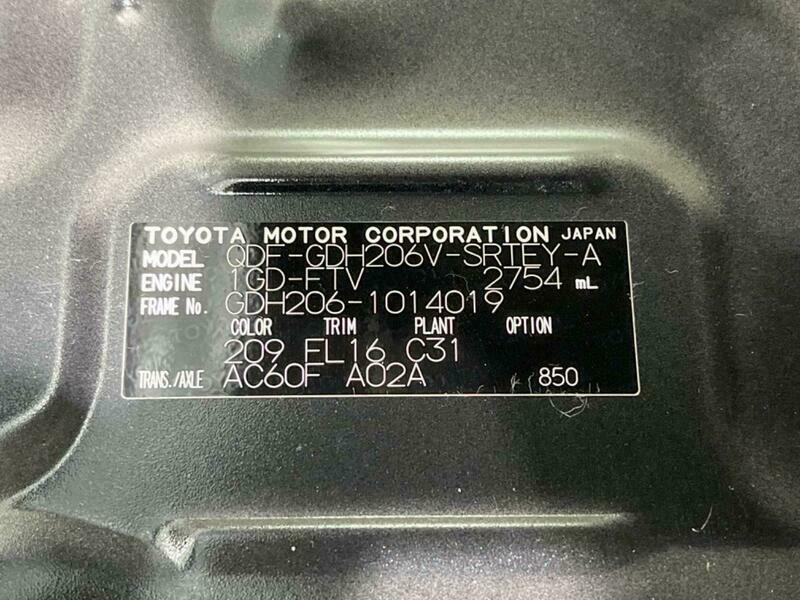 TOYOTA MOTOR CORPORATION JAPAN
MODEL QDF-GDH206V-SRTEY-A
ENGINE 1GD-FTV 2754 mL
FRAME No. GDH206-1014019
COLOR TRIM PLANT OPTION
209 FL16 C31
TRANS./AXLE AC60F A02A 850